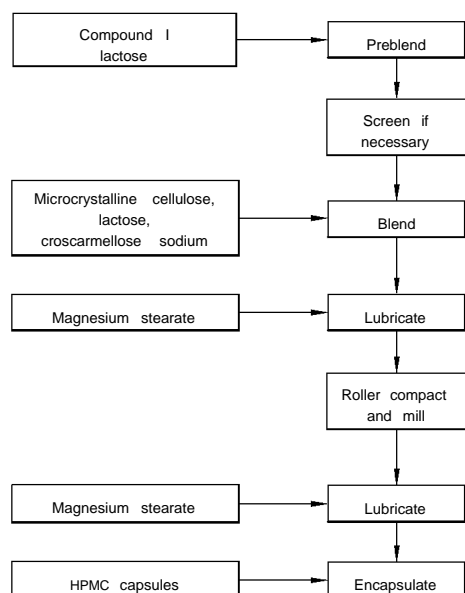 Compound I
lactose
Preblend
Screen if
necessary
Microcrystalline cellulose,
lactose,
croscarmellose sodium
Blend
Magnesium stearate
Lubricate
Roller compact
and mill
Magnesium stearate
Lubricate
HPMC capsules
Encapsulate